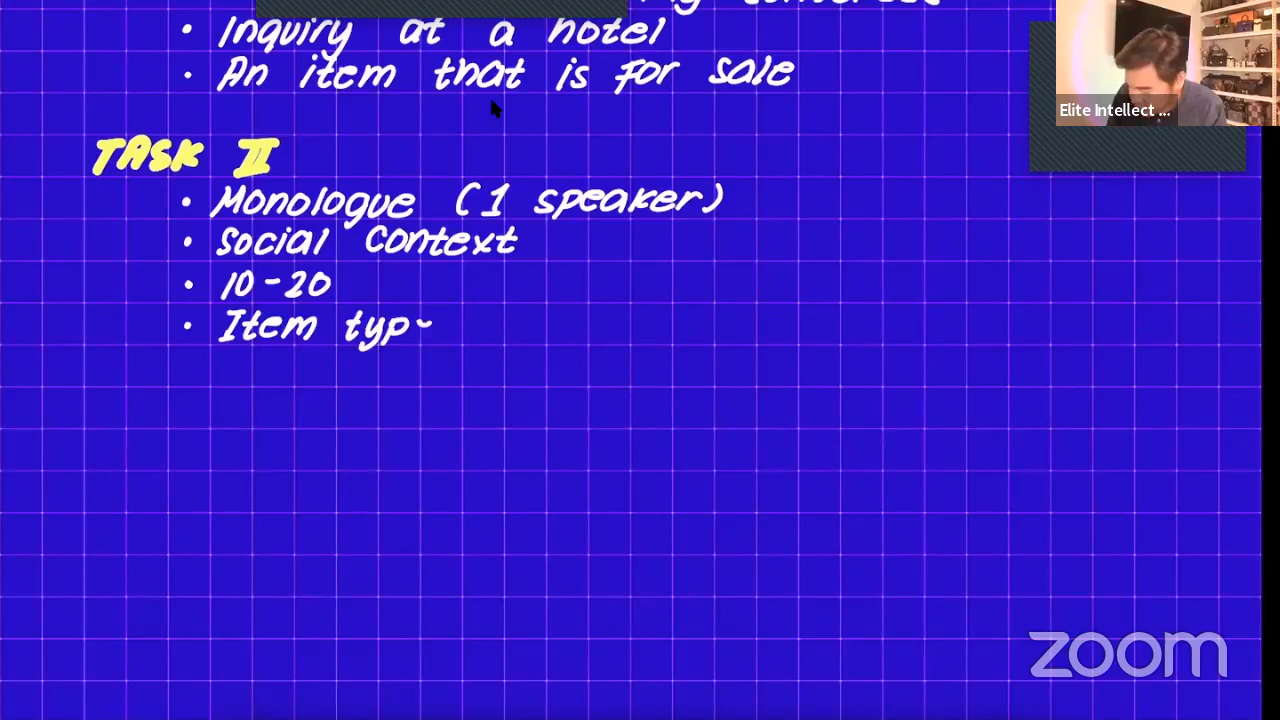 • Inquiry at a hotel
• An item that is for sale
Elite Intellect ...
TASK II
• Monologue (1 speaker)
• Social Context
• 10-20
• Item typ
zoom